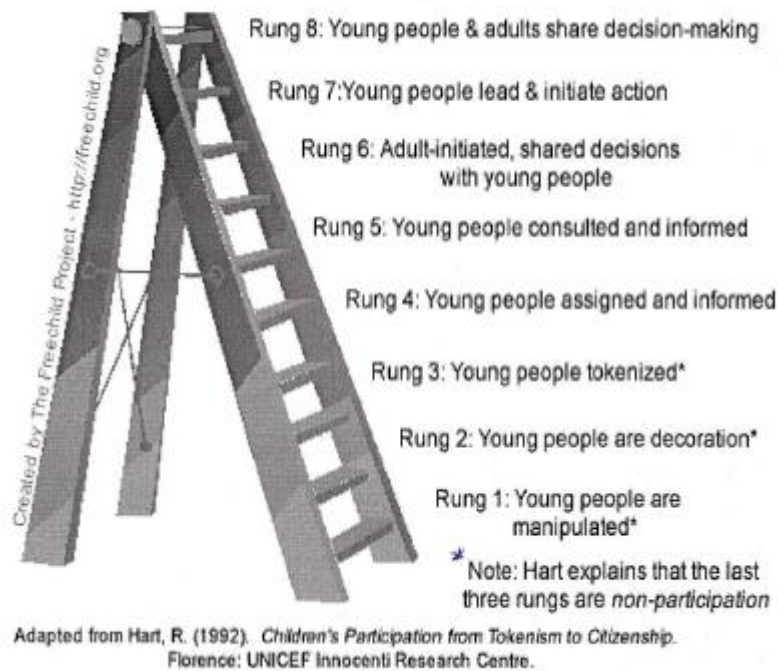 Rung 8: Young people & adults share decision-making
Rung 7:Young people lead & initiate action
Rung 6: Adult-initiated, shared decisions
with young people
Rung 5: Young people consulted and informed
Rung 4: Young people assigned and informed
Rung 3: Young people tokenized*
Rung 2: Young people are decoration*
Rung 1: Young people are
manipulated*
* Note: Hart explains that the last
three rungs are non-participation
Created by The Freechild Project - http://freechild.org
Adapted from Hart, R. (1992). Children's Participation from Tokenism to Citizenship.
Florence: UNICEF Innocenti Research Centre.